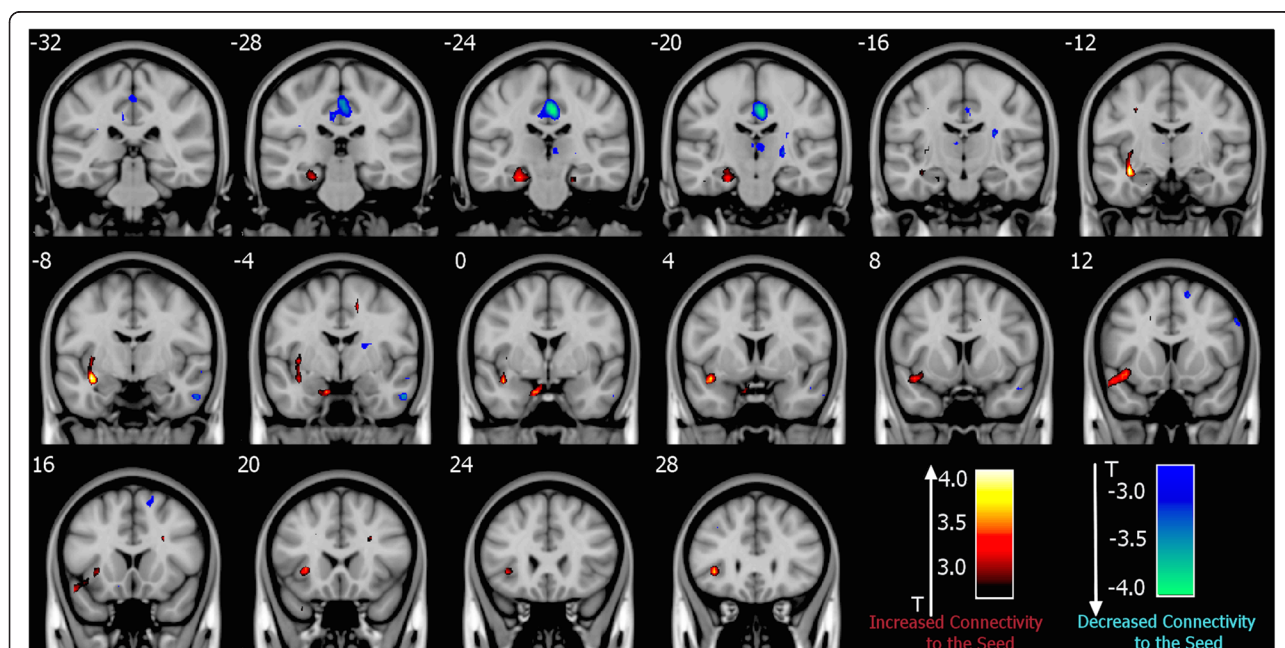 -32 -28 -24 -20 -16 -12
-8 -4 0 4 8 12
16 20 24 28
T
4.0 -3.0
3.5 -3.5
3.0 -4.0
T
Increased Connectivity Decreased Connectivity
to the Seed to the Seed